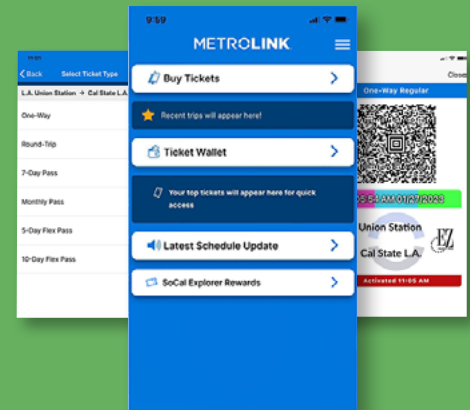 11:01
Back
Select Ticket Type
L.A. Union Station → Cal State L.A.
One-Way
Round-Trip
7-Day Pass
Monthly Pass
5-Day Flex Pass
10-Day Flex Pass
9:59
METROLINK
Buy Tickets
Recent trips will appear here!
Ticket Wallet
Your top tickets will appear here for quick
access
Latest Schedule Update
SoCal Explorer Rewards
Close
One-Way Regular
AM 01/27/2023
Union Station
EZ
Cal State L.A.
Activated 11:05 AM